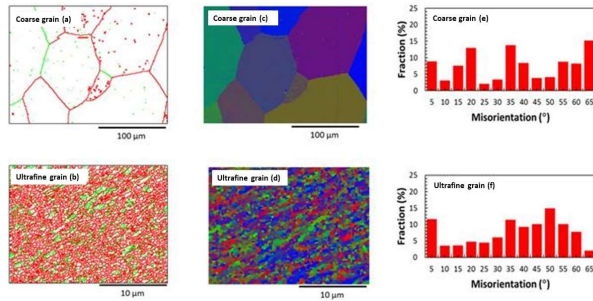 Coarse grain (a)
100 µm
Coarse grain (c)
100 µm
Coarse grain (e)
Fraction (%)
25
20
15
10
5
0
5 10 15 20 25 30 35 40 45 50 55 60 65
Misorientation (°)
Ultrafine grain (b)
10 µm
Ultrafine grain (d)
10 µm
Ultrafine grain (f)
Fraction (%)
25
20
15
10
5
0
5 10 15 20 25 30 35 40 45 50 55 60 65
Misorientation (°)